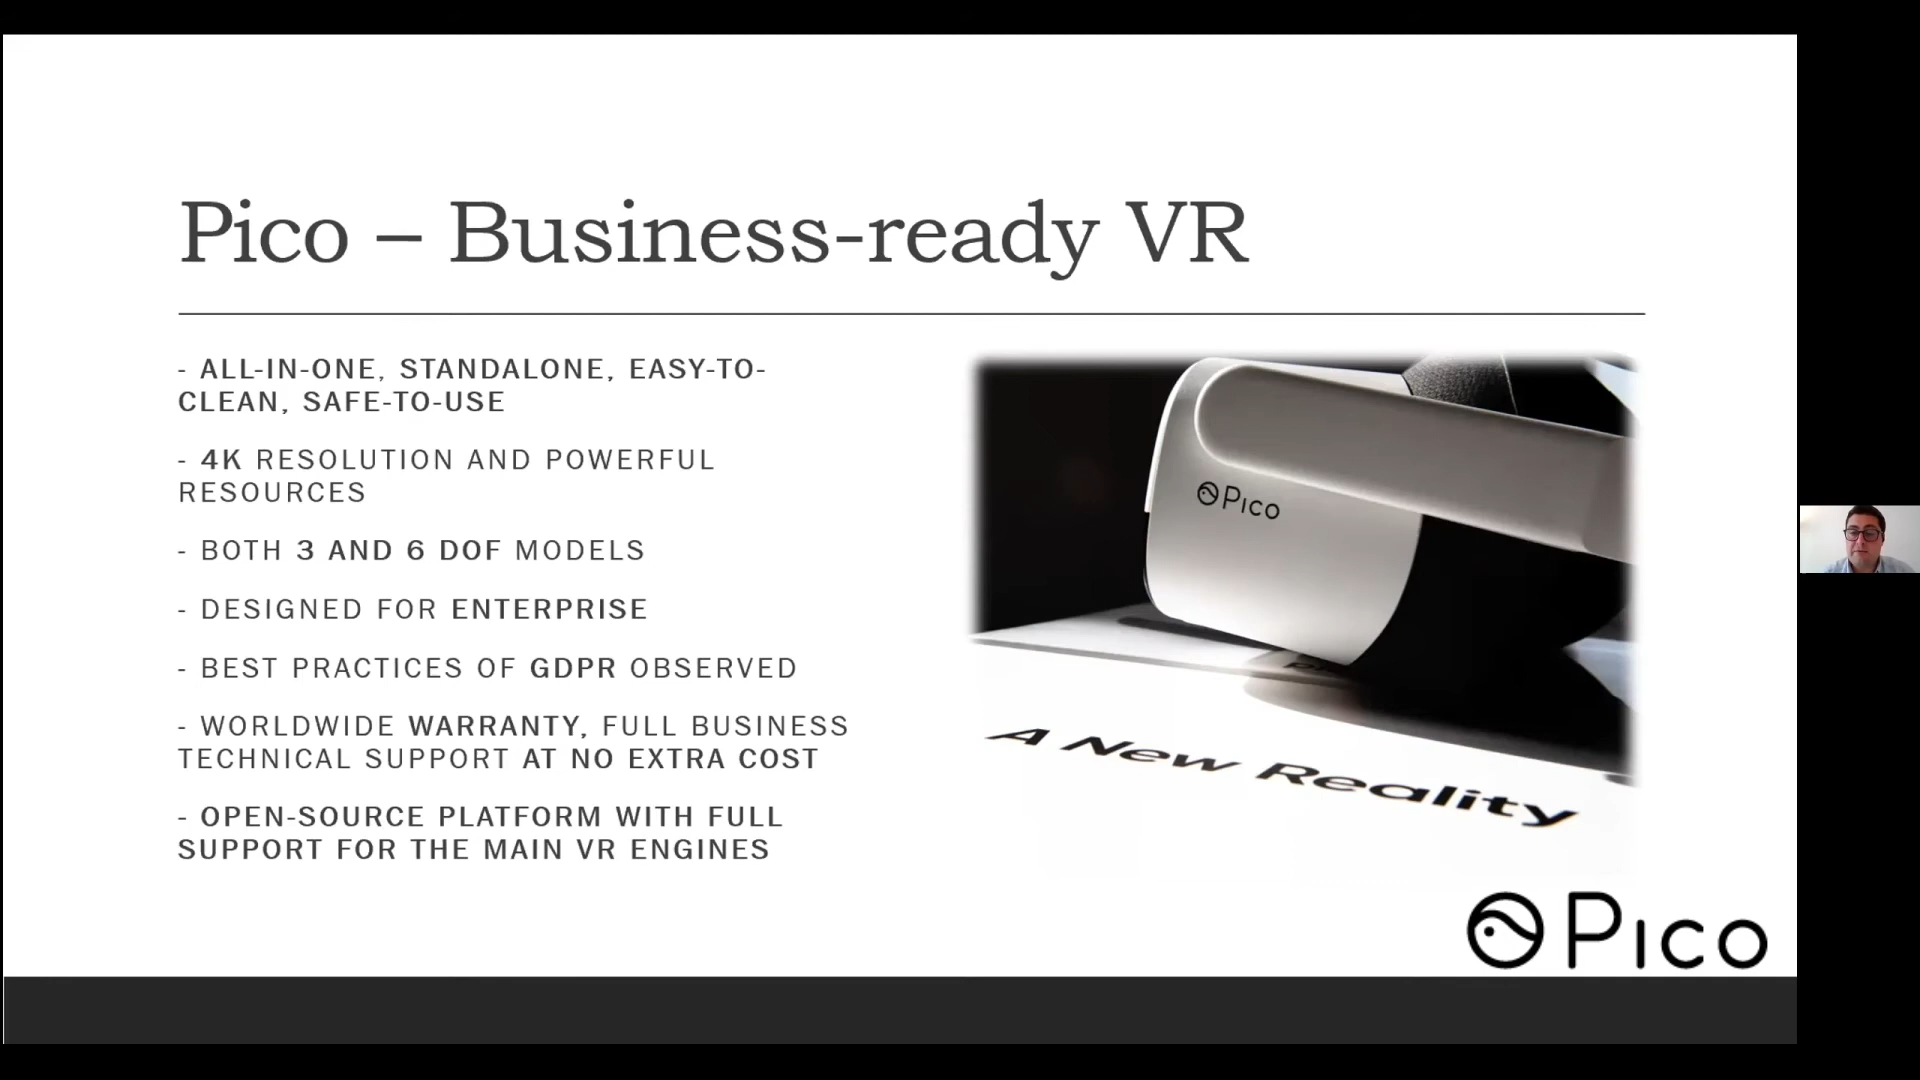 Pico – Business-ready VR
- ALL-IN-ONE, STANDALONE, EASY-TO-
CLEAN, SAFE-TO-USE
- 4K RESOLUTION AND POWERFUL
RESOURCES
- BOTH 3 AND 6 DOF MODELS
- DESIGNED FOR ENTERPRISE
- BEST PRACTICES OF GDPR OBSERVED
- WORLDWIDE WARRANTY, FULL BUSINESS
TECHNICAL SUPPORT AT NO EXTRA COST
- OPEN-SOURCE PLATFORM WITH FULL
SUPPORT FOR THE MAIN VR ENGINES
Pico
A New Reality
Pico